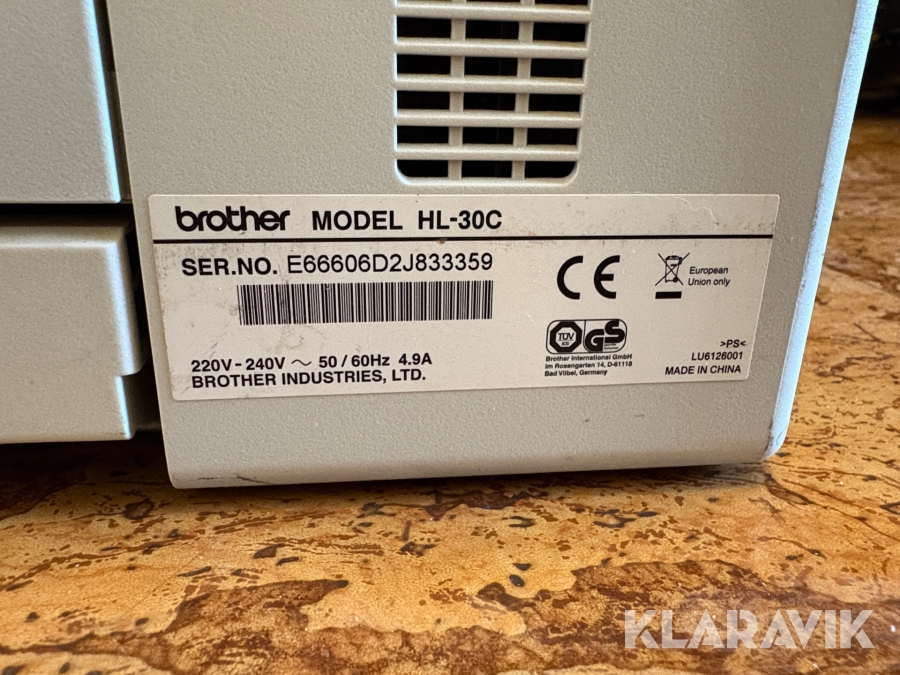 brother MODEL HL-30C
SER.NO. E66606D2J833359
European
Union only
TÜV
GS
Brother International GmbH
Im Rosengarten 14, D-61118
Bad Vilbel, Germany
220V-240V ~ 50/60Hz 4.9A
BROTHER INDUSTRIES, LTD.
>PS<
LU6126001
MADE IN CHINA
CE
KLARAVIK